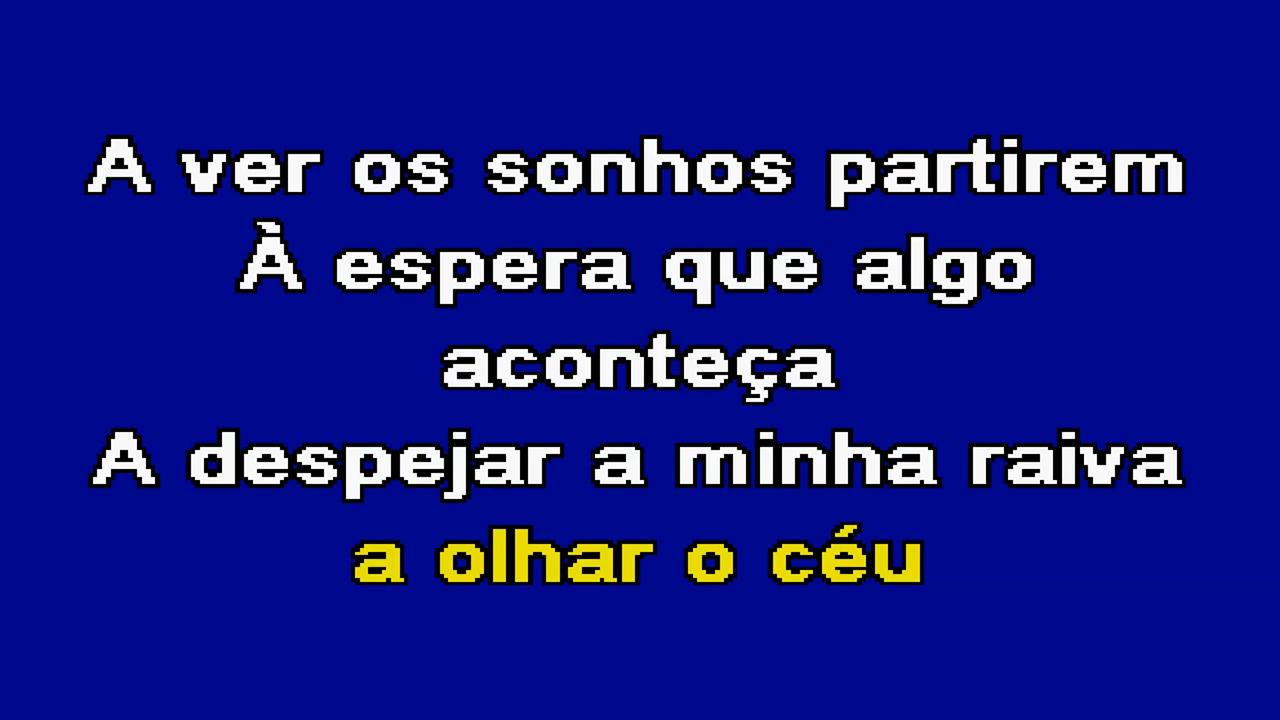 A ver os sonhos partirem
À espera que algo
aconteça
A despejar a minha raiva
a olhar o céu